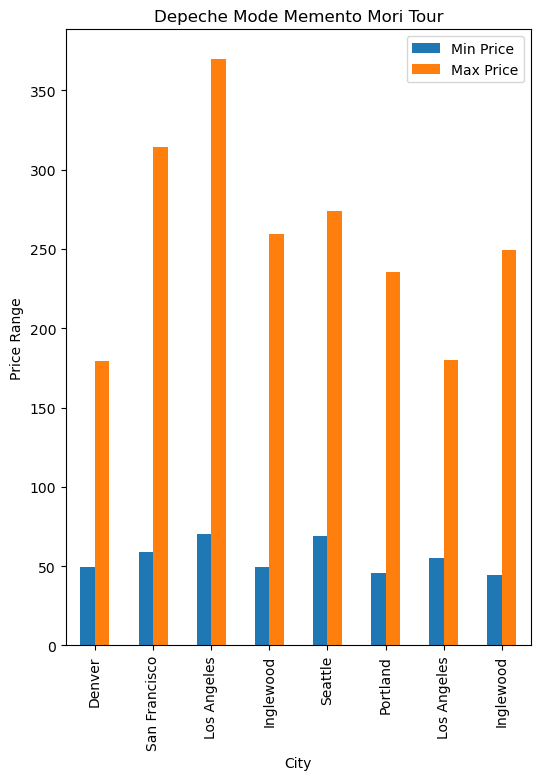 Depeche Mode Memento Mori Tour
Min Price
Max Price
Price Range
350
300
250
200
150
100
50
0
Denver
San Francisco
Los Angeles
Inglewood
Seattle
Portland
Los Angeles
Inglewood
City